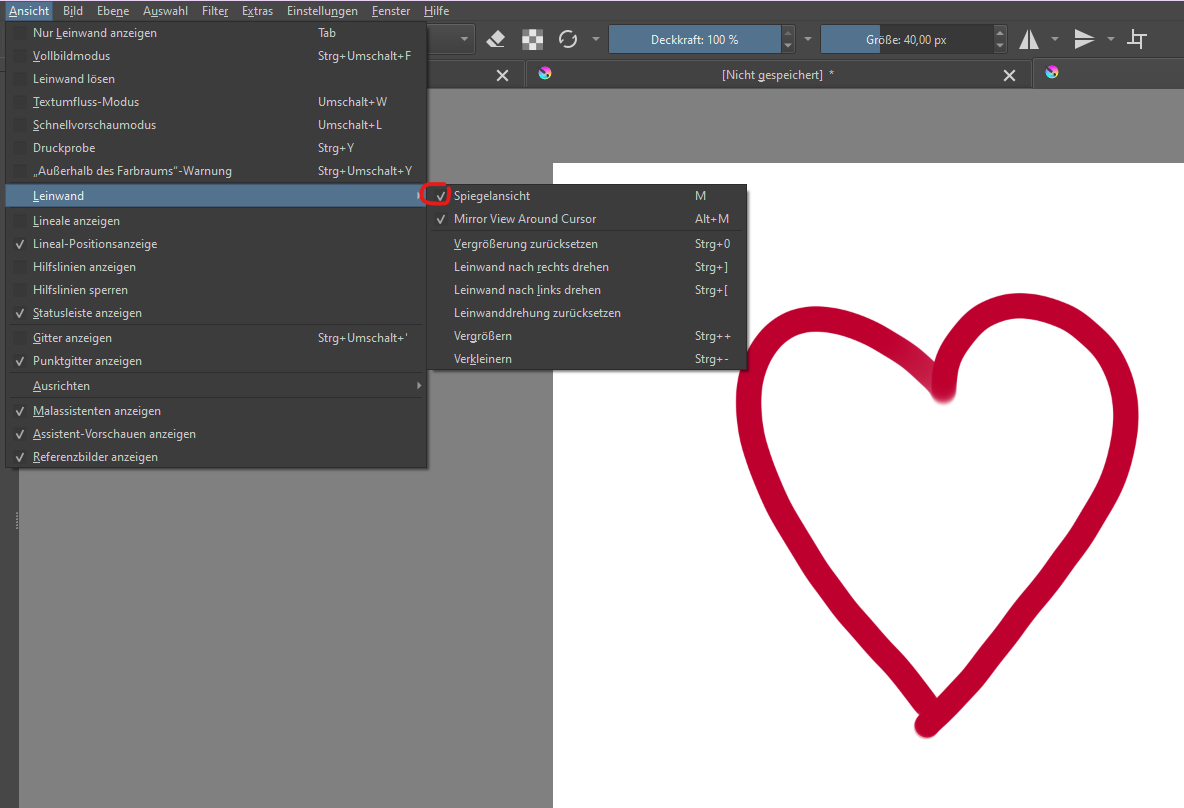 Ansicht Bild Ebene Auswahl Filter Extras Einstellungen Fenster Hilfe
Deckkraft: 100 % Größe: 40,00 px
[Nicht gespeichert] *
Nur Leinwand anzeigen Tab
Vollbildmodus Strg+Umschalt+F
Leinwand lösen
Textumfluss-Modus Umschalt+W
Schnellvorschaumodus Umschalt+L
Druckprobe Strg+Y
„Außerhalb des Farbraums“-Warnung Strg+Umschalt+Y
Leinwand
Lineale anzeigen
Lineal-Positionsanzeige
Hilfslinien anzeigen
Hilfslinien sperren
Statusleiste anzeigen
Gitter anzeigen Strg+Umschalt+'
Punktgitter anzeigen
Ausrichten
Malassistenten anzeigen
Assistent-Vorschauen anzeigen
Referenzbilder anzeigen
Spiegelansicht M
Mirror View Around Cursor Alt+M
Vergrößerung zurücksetzen Strg+0
Leinwand nach rechts drehen Strg+]
Leinwand nach links drehen Strg+[
Leinwanddrehung zurücksetzen
Vergrößern Strg++
Verkleinern Strg+-